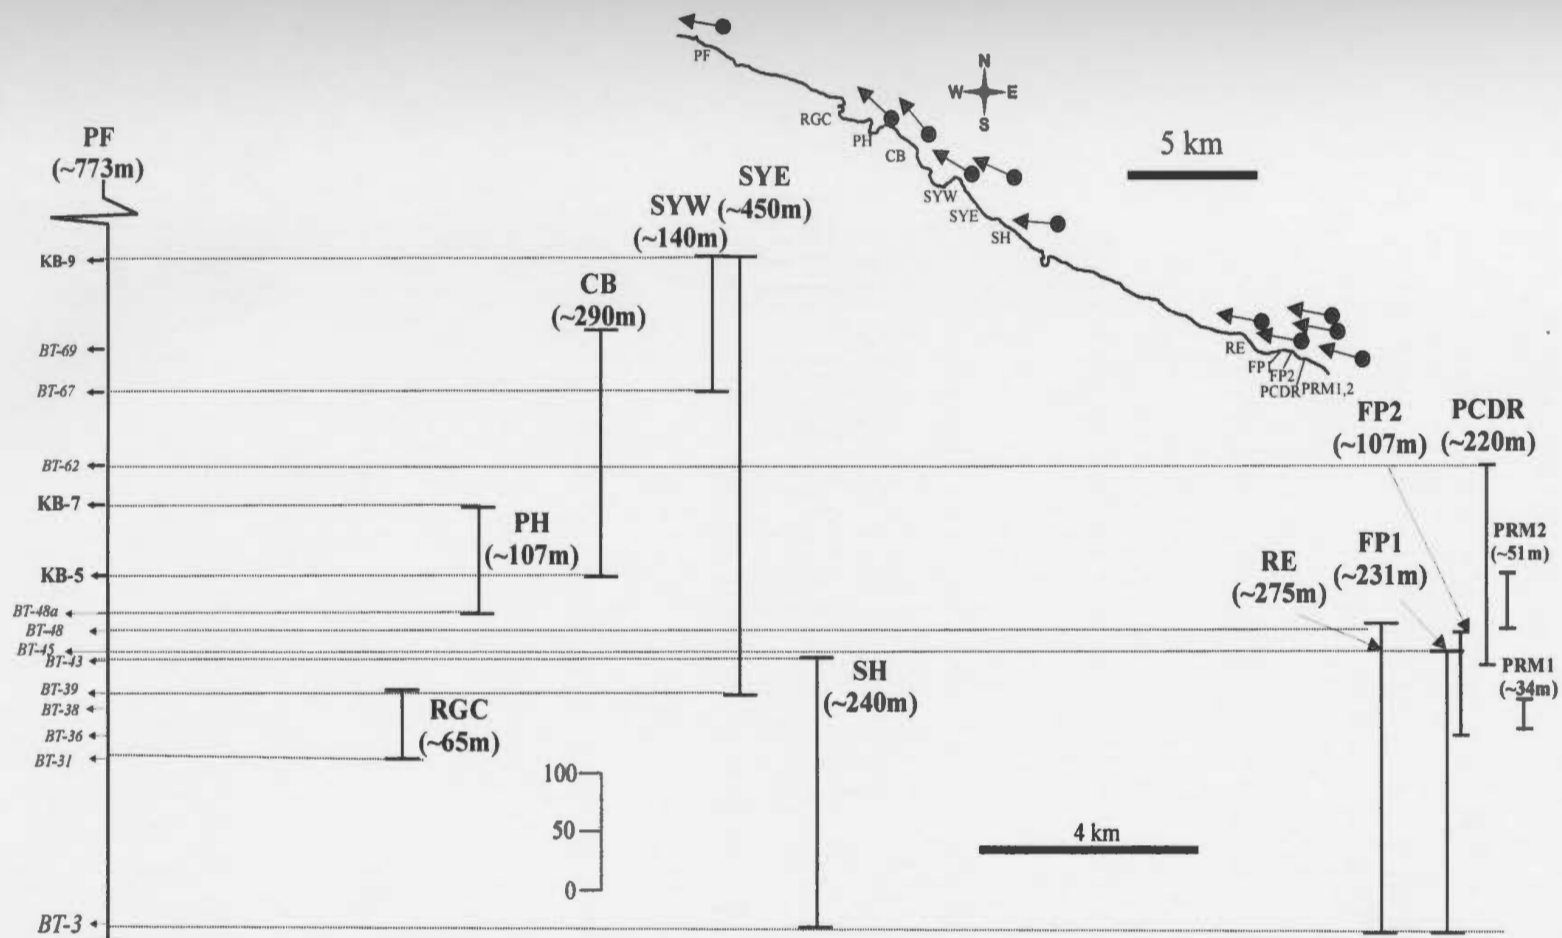 PF
RGC
PH
CB
SYW
SYE
SH
RE
FP1
FP2
PCDR
PRM1,2
N
W E
S
5 km
PF
(~773m)
SYE
(~450m)
SYW
(~140m)
CB
(~290m)
PH
(~107m)
RGC
(~65m)
SH
(~240m)
RE
(~275m)
FP1
(~231m)
FP2
(~107m)
PCDR
(~220m)
PRM2
(~51m)
PRM1
(~34m)
KB-9
BT-69
BT-67
BT-62
KB-7
KB-5
BT-48a
BT-48
BT-45
BT-43
BT-39
BT-38
BT-36
BT-31
BT-3
100
50
0
4 km